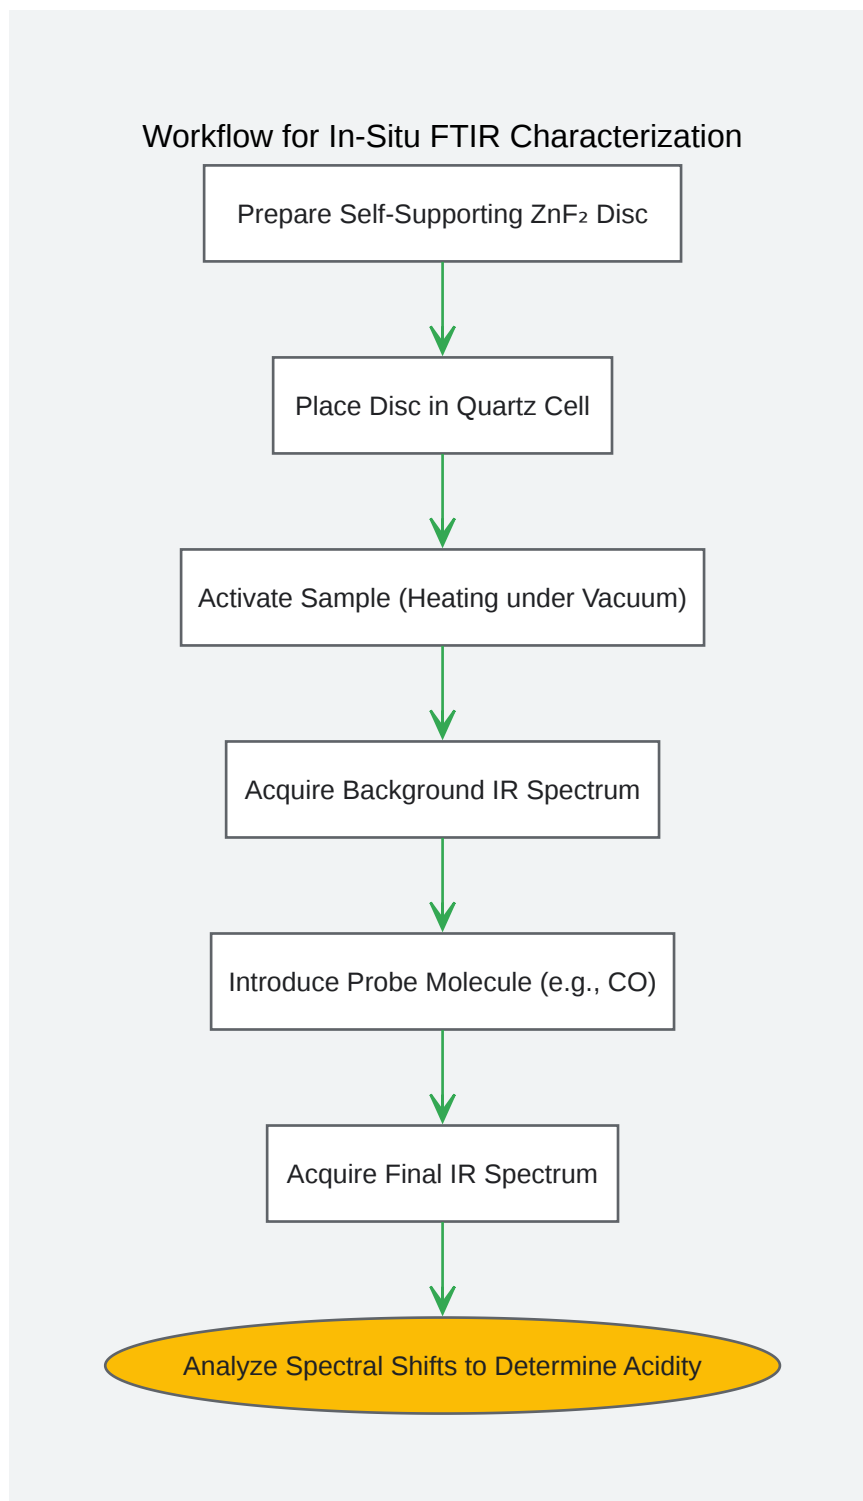 Workflow for In-Situ FTIR Characterization
Prepare Self-Supporting ZnF₂ Disc
Place Disc in Quartz Cell
Activate Sample (Heating under Vacuum)
Acquire Background IR Spectrum
Introduce Probe Molecule (e.g., CO)
Acquire Final IR Spectrum
Analyze Spectral Shifts to Determine Acidity